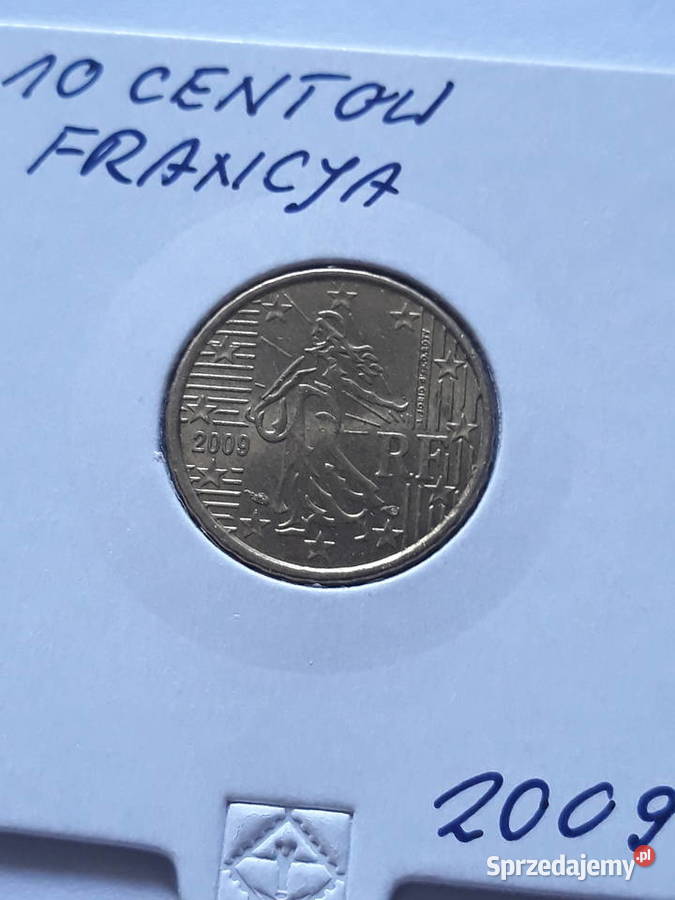 10 CENTOW
FRANCYA
2009
RF
2009
Sprzedajemy.pl